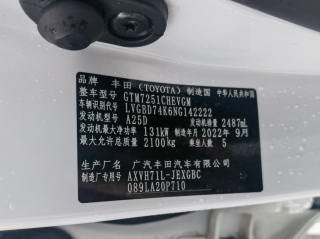 品牌 丰田(TOYOTA) 制造国 中华人民共和国
整车型号 GTM7251CHEVGM
车辆识别代号 LVGBD74K6NG142222
发动机型号 A25D 发动机排量 2487mL
发动机最大净功率 131kW 制造年月 2022年 9月
最大允许总质量 2100kg 乘坐人数 5
生产厂名 广汽丰田汽车有限公司
制造厂专用号 AXVH71L-JEXGBC
089LA20P710